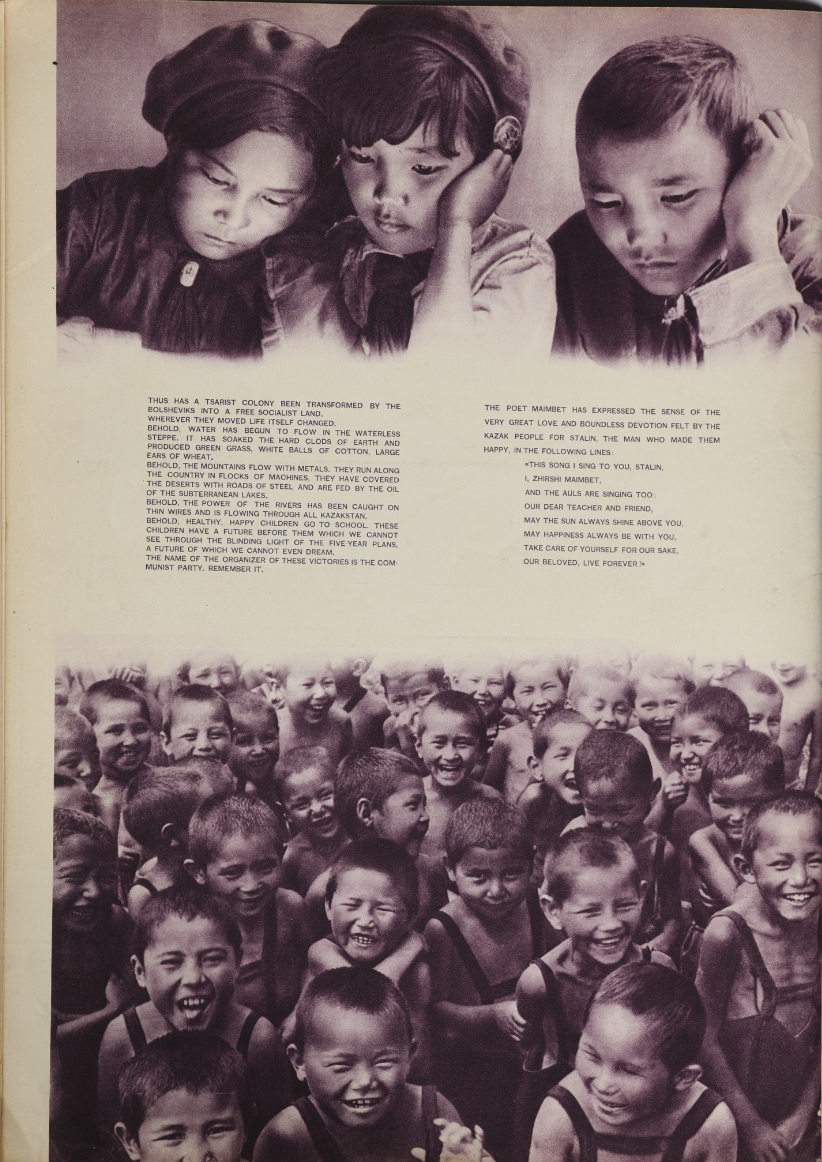 THUS HAS A TSARIST COLONY BEEN TRANSFORMED BY THE
BOLSHEVIKS INTO A FREE SOCIALIST LAND.
WHEREVER THEY MOVED LIFE ITSELF CHANGED.
BEHOLD, WATER HAS BEGUN TO FLOW IN THE WATERLESS
STEPPE, IT HAS SOAKED THE HARD CLODS OF EARTH AND
PRODUCED GREEN GRASS, WHITE BALLS OF COTTON, LARGE
EARS OF WHEAT.
BEHOLD, THE MOUNTAINS FLOW WITH METALS. THEY RUN ALONG
THE COUNTRY IN FLOCKS OF MACHINES, THEY HAVE COVERED
THE DESERTS WITH ROADS OF STEEL AND ARE FED BY THE OIL
OF THE SUBTERRANEAN LAKES.
BEHOLD, THE POWER OF THE RIVERS HAS BEEN CAUGHT ON
THIN WIRES AND IS FLOWING THROUGH ALL KAZAKSTAN.
BEHOLD, HEALTHY, HAPPY CHILDREN GO TO SCHOOL. THESE
CHILDREN HAVE A FUTURE BEFORE THEM WHICH WE CANNOT
SEE THROUGH THE BLINDING LIGHT OF THE FIVE-YEAR PLANS,
A FUTURE OF WHICH WE CANNOT EVEN DREAM.
THE NAME OF THE ORGANIZER OF THESE VICTORIES IS THE COM-
MUNIST PARTY. REMEMBER IT.
THE POET MAIMBET HAS EXPRESSED THE SENSE OF THE
VERY GREAT LOVE AND BOUNDLESS DEVOTION FELT BY THE
KAZAK PEOPLE FOR STALIN, THE MAN WHO MADE THEM
HAPPY, IN THE FOLLOWING LINES:
«THIS SONG I SING TO YOU, STALIN,
I, ZHIRSHI MAIMBET,
AND THE AULS ARE SINGING TOO:
OUR DEAR TEACHER AND FRIEND,
MAY THE SUN ALWAYS SHINE ABOVE YOU,
MAY HAPPINESS ALWAYS BE WITH YOU,
TAKE CARE OF YOURSELF FOR OUR SAKE,
OUR BELOVED, LIVE FOREVER!»